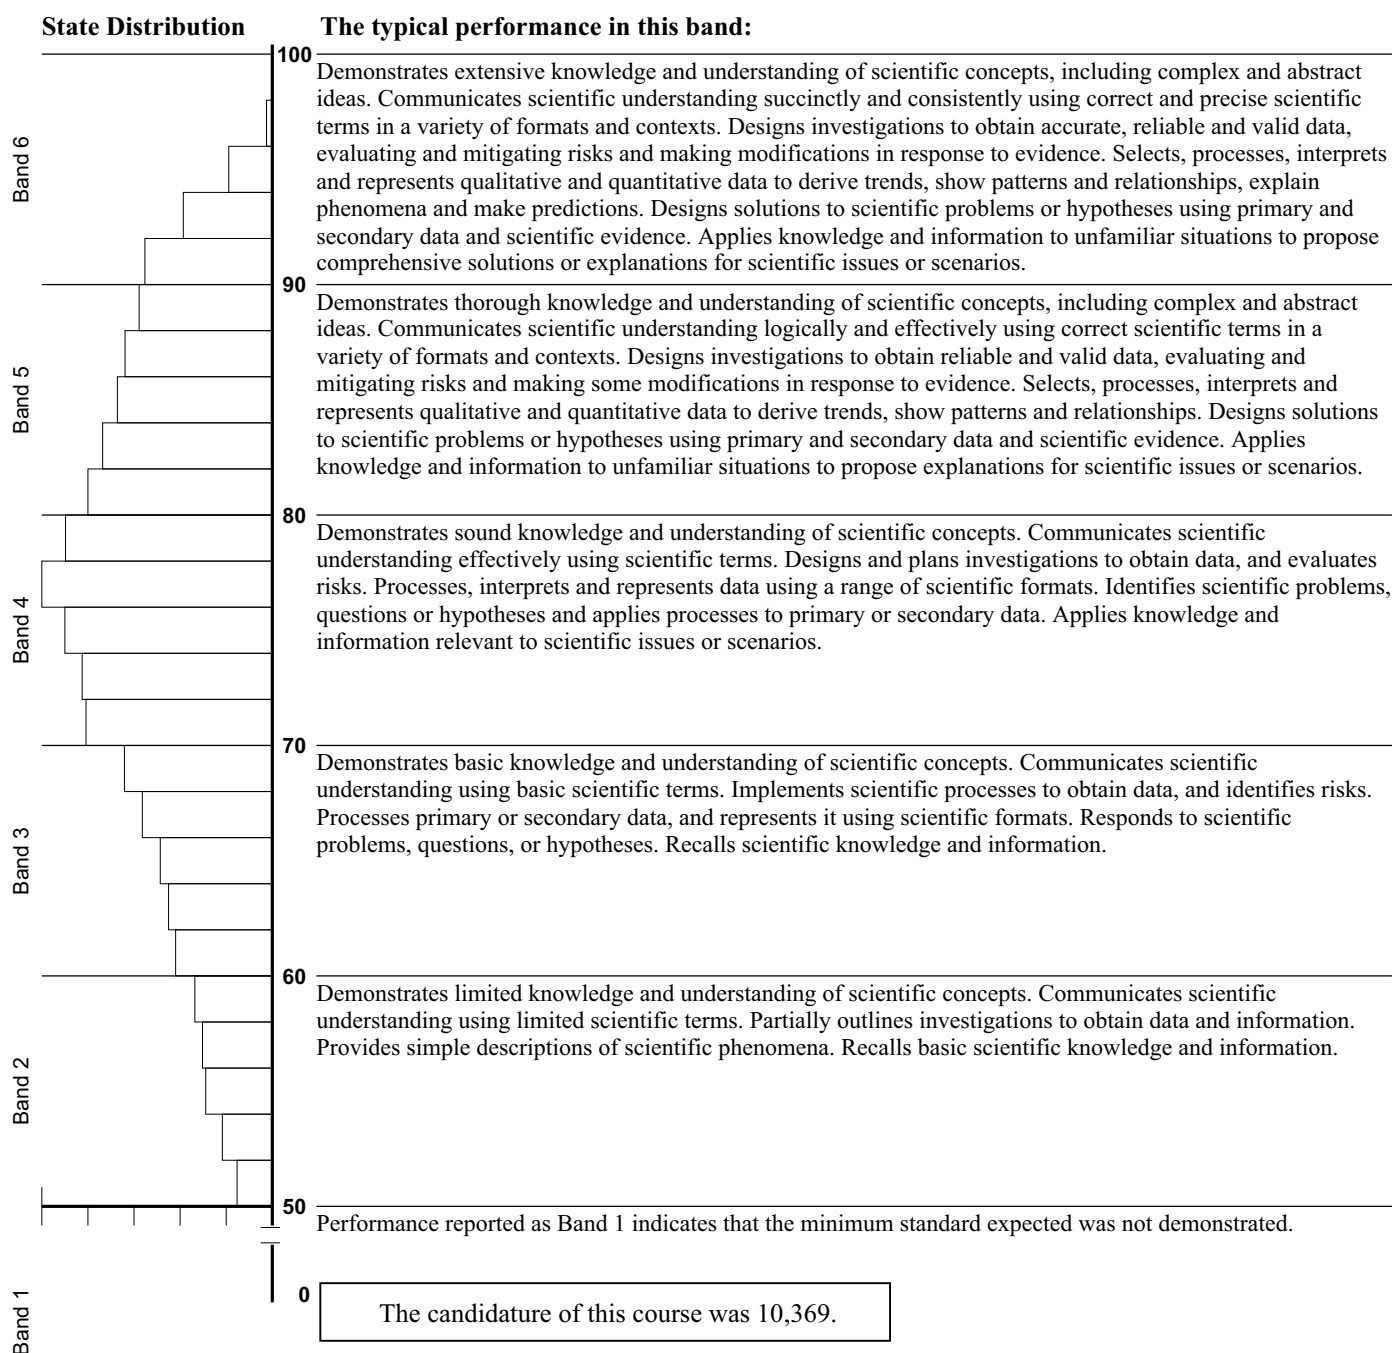 State Distribution
The typical performance in this band:
Band 6
100
Demonstrates extensive knowledge and understanding of scientific concepts, including complex and abstract
ideas. Communicates scientific understanding succinctly and consistently using correct and precise scientific
terms in a variety of formats and contexts. Designs investigations to obtain accurate, reliable and valid data,
evaluating and mitigating risks and making modifications in response to evidence. Selects, processes, interprets
and represents qualitative and quantitative data to derive trends, show patterns and relationships, explain
phenomena and make predictions. Designs solutions to scientific problems or hypotheses using primary and
secondary data and scientific evidence. Applies knowledge and information to unfamiliar situations to propose
comprehensive solutions or explanations for scientific issues or scenarios.
Band 5
90
Demonstrates thorough knowledge and understanding of scientific concepts, including complex and abstract
ideas. Communicates scientific understanding logically and effectively using correct scientific terms in a
variety of formats and contexts. Designs investigations to obtain reliable and valid data, evaluating and
mitigating risks and making some modifications in response to evidence. Selects, processes, interprets and
represents qualitative and quantitative data to derive trends, show patterns and relationships. Designs solutions
to scientific problems or hypotheses using primary and secondary data and scientific evidence. Applies
knowledge and information to unfamiliar situations to propose explanations for scientific issues or scenarios.
Band 4
80
Demonstrates sound knowledge and understanding of scientific concepts. Communicates scientific
understanding effectively using scientific terms. Designs and plans investigations to obtain data, and evaluates
risks. Processes, interprets and represents data using a range of scientific formats. Identifies scientific problems,
questions or hypotheses and applies processes to primary or secondary data. Applies knowledge and
information relevant to scientific issues or scenarios.
Band 3
70
Demonstrates basic knowledge and understanding of scientific concepts. Communicates scientific
understanding using basic scientific terms. Implements scientific processes to obtain data, and identifies risks.
Processes primary or secondary data, and represents it using scientific formats. Responds to scientific
problems, questions, or hypotheses. Recalls scientific knowledge and information.
Band 2
60
Demonstrates limited knowledge and understanding of scientific concepts. Communicates scientific
understanding using limited scientific terms. Partially outlines investigations to obtain data and information.
Provides simple descriptions of scientific phenomena. Recalls basic scientific knowledge and information.
Band 1
50
Performance reported as Band 1 indicates that the minimum standard expected was not demonstrated.
0
The candidature of this course was 10,369.